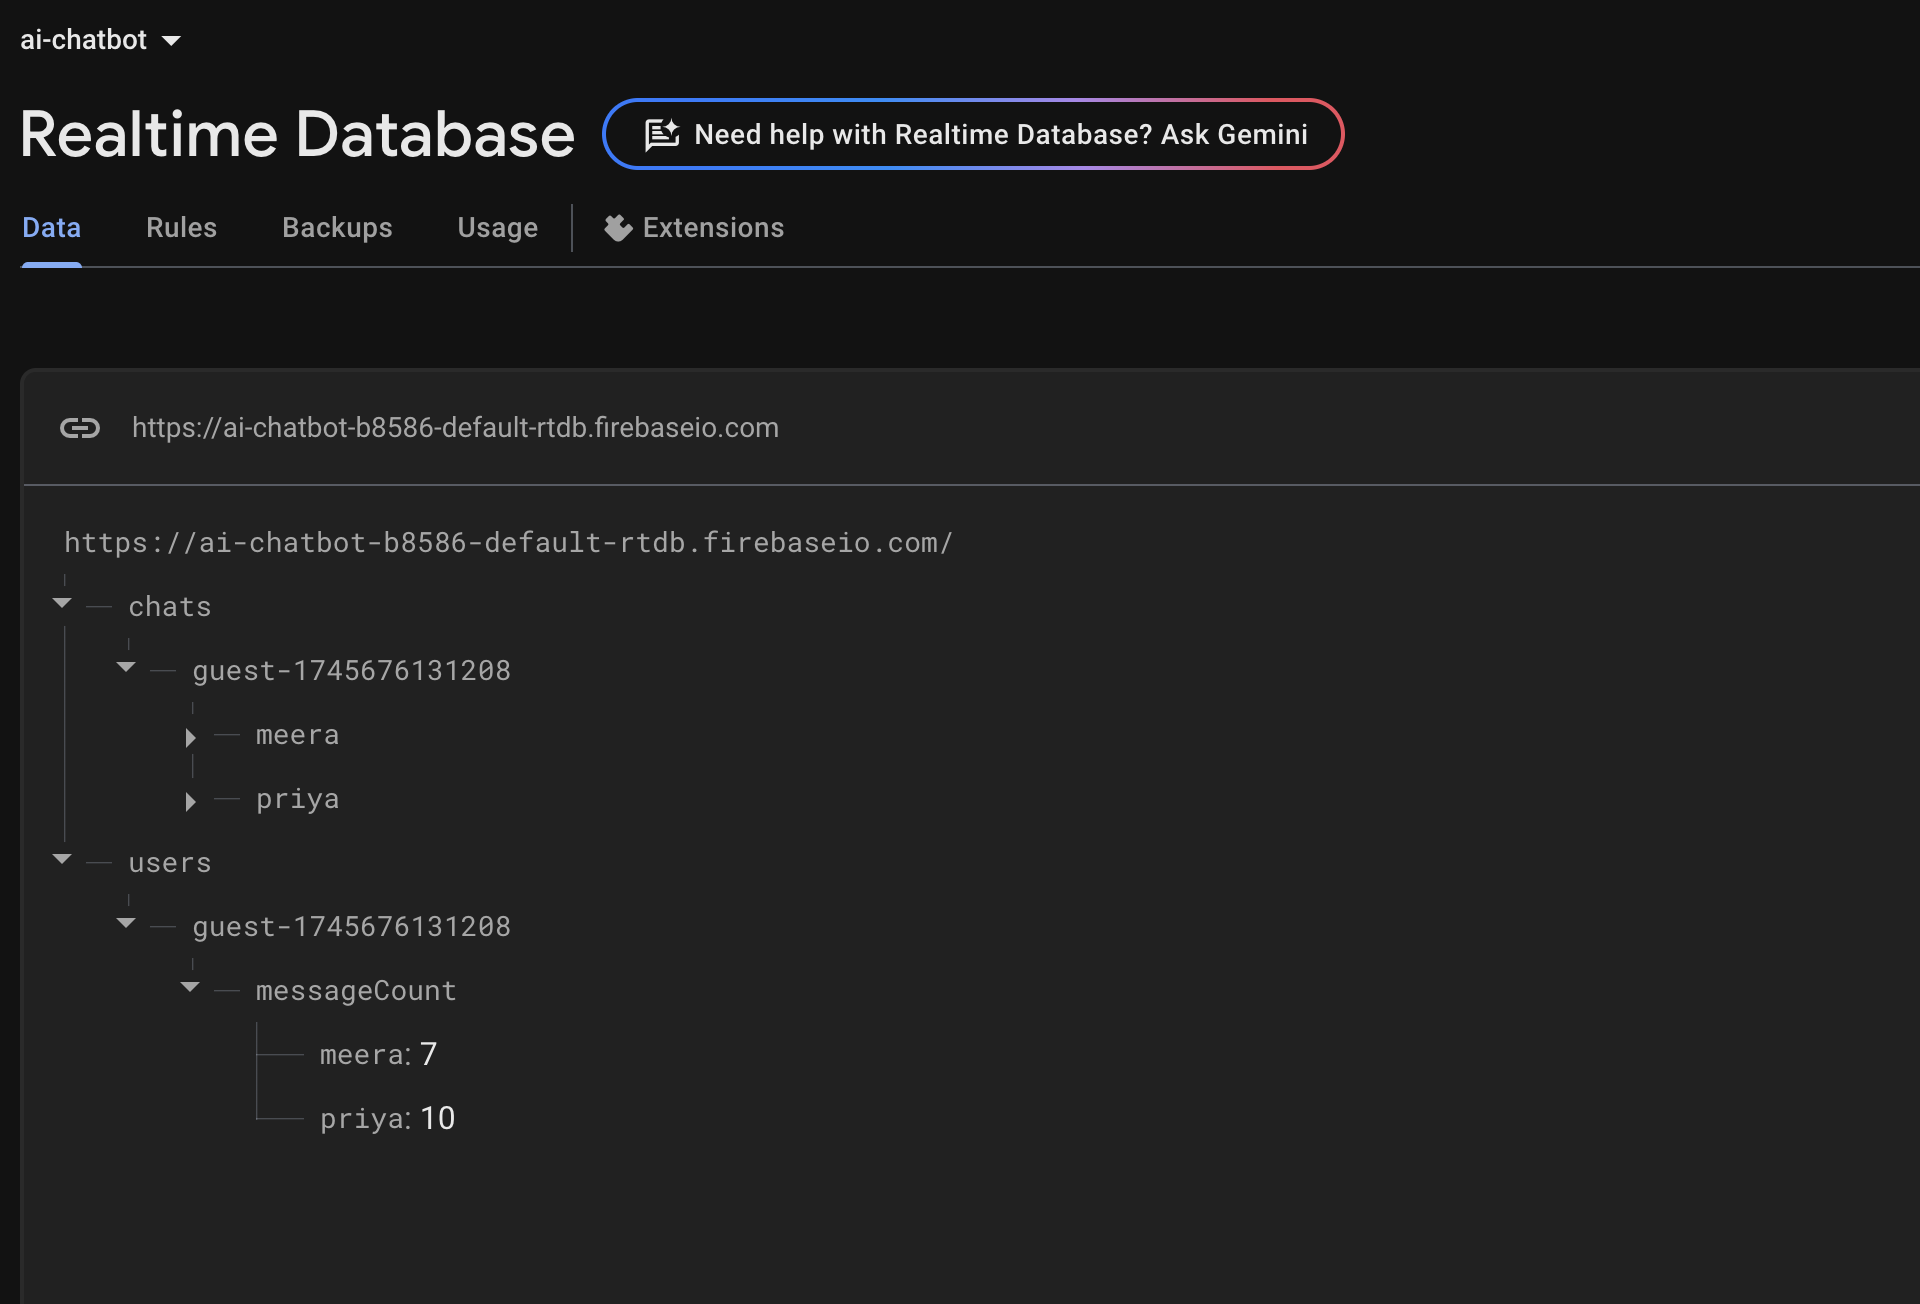 ai-chatbot
Realtime Database
Need help with Realtime Database? Ask Gemini
Data Rules Backups Usage Extensions
https://ai-chatbot-b8586-default-rtdb.firebaseio.com
https://ai-chatbot-b8586-default-rtdb.firebaseio.com/
chats
guest-1745676131208
meera
priya
users
guest-1745676131208
messageCount
meera: 7
priya: 10